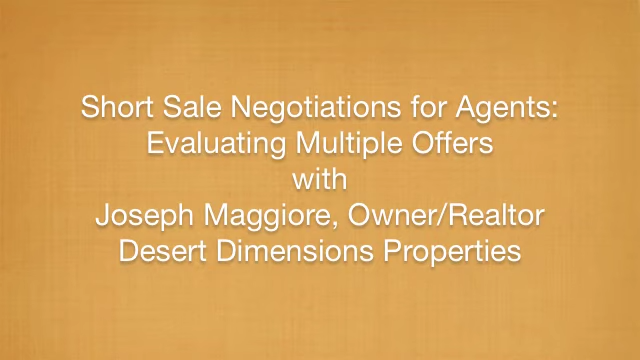 Short Sale Negotiations for Agents:
Evaluating Multiple Offers
with
Joseph Maggiore, Owner/Realtor
Desert Dimensions Properties